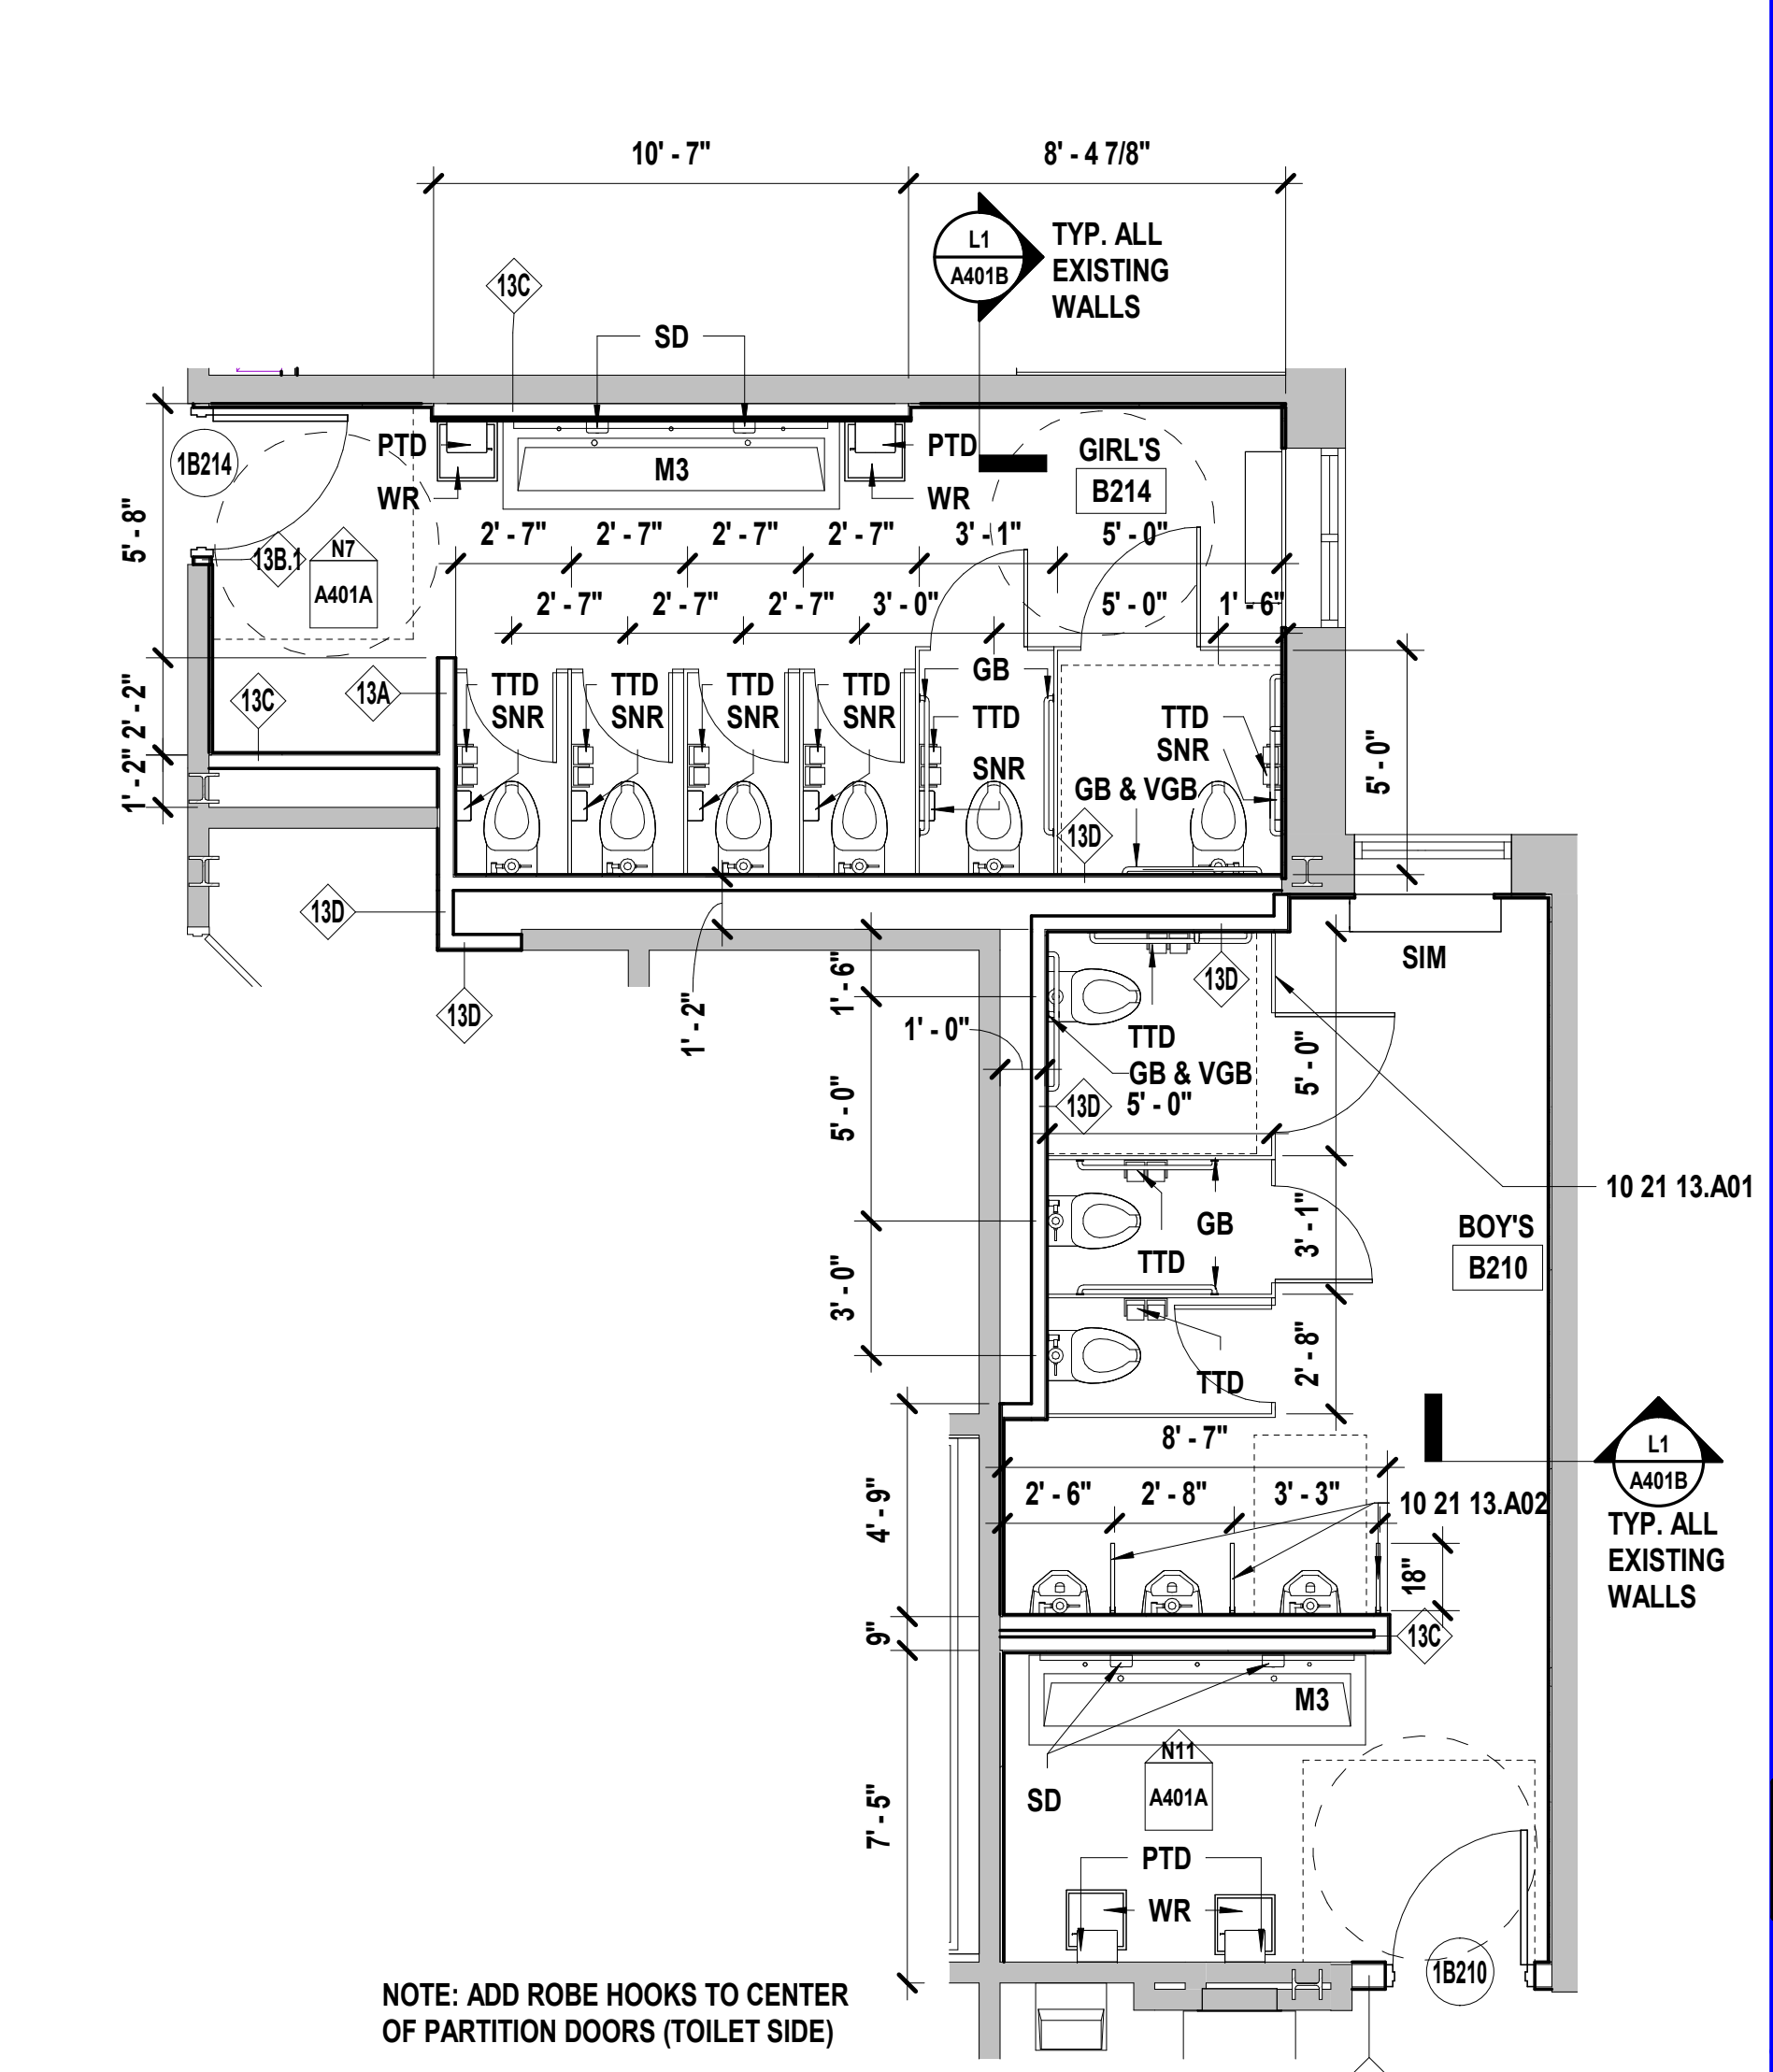 10' - 7"
8' - 4 7/8"
L1
A401B
TYP. ALL
EXISTING
WALLS
13C
SD
1B214
PTD
WR
M3
PTD
WR
GIRL'S
B214
5' - 8"
13B.1
N7
A401A
2' - 7"
2' - 7"
2' - 7"
2' - 7"
3' - 1"
5' - 0"
2' - 7"
2' - 7"
2' - 7"
3' - 0"
5' - 0"
1' - 6"
2' - 2"
1' - 2"
13C
13A
TTD
SNR
TTD
SNR
TTD
SNR
TTD
SNR
GB
TTD
SNR
TTD
SNR
GB & VGB
13D
5' - 0"
13D
13D
1' - 2"
1' - 6"
1' - 0"
5' - 0"
3' - 0"
13D
SIM
TTD
GB & VGB
13D
5' - 0"
5' - 0"
10 21 13.A01
GB
TTD
3' - 1"
BOY'S
B210
TTD
2' - 8"
8' - 7"
2' - 6"
2' - 8"
3' - 3"
10 21 13.A02
L1
A401B
TYP. ALL
EXISTING
WALLS
4' - 9"
18"
9"
13C
M3
N11
A401A
SD
7' - 5"
PTD
WR
1B210
NOTE: ADD ROBE HOOKS TO CENTER
OF PARTITION DOORS (TOILET SIDE)